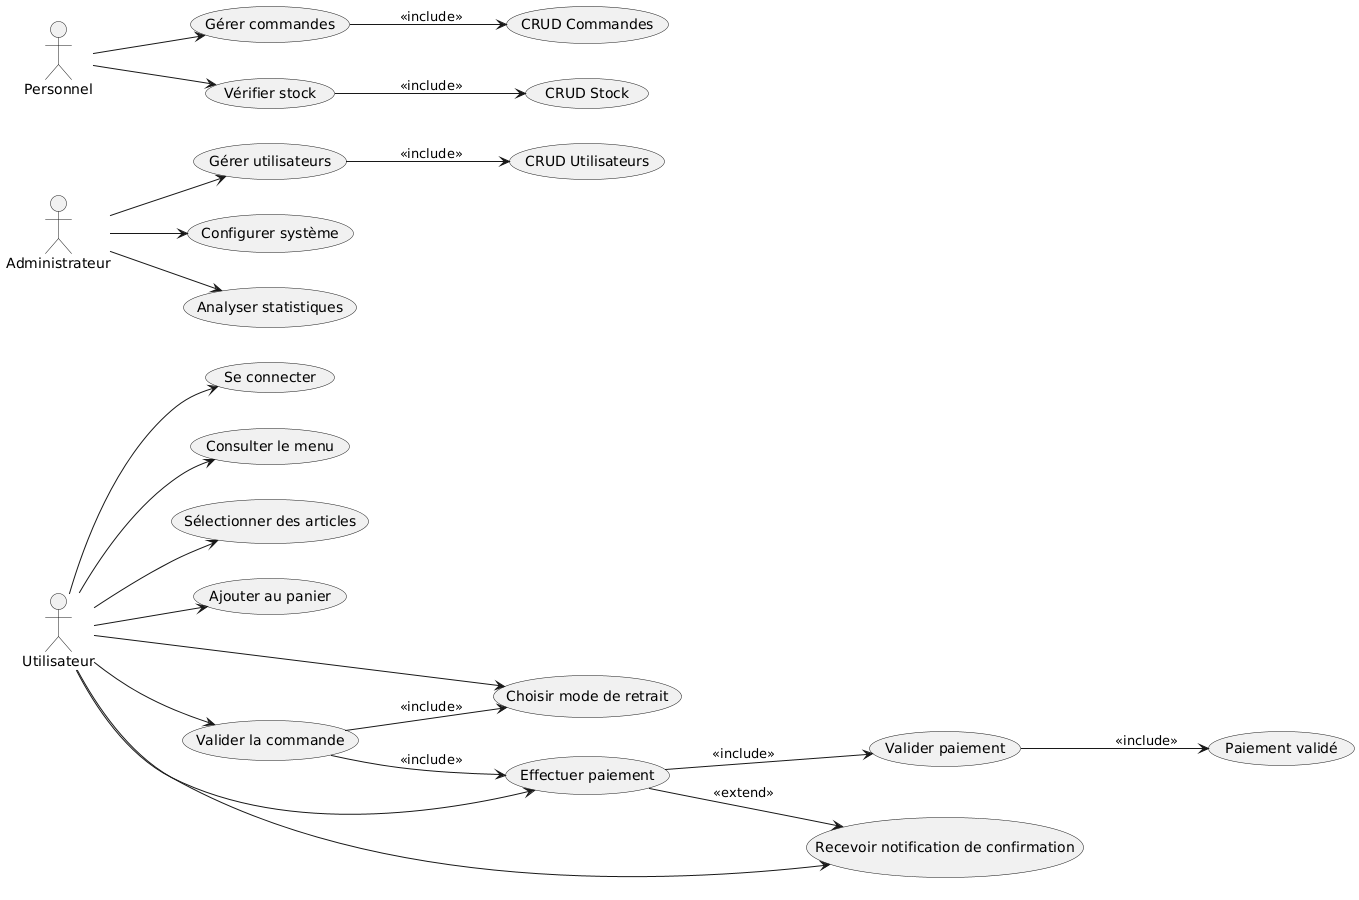 Gérer commandes
«include»
CRUD Commandes
Personnel
Vérifier stock
«include»
CRUD Stock
Gérer utilisateurs
«include»
CRUD Utilisateurs
Configurer système
Administrateur
Analyser statistiques
Se connecter
Consulter le menu
Sélectionner des articles
Ajouter au panier
Utilisateur
Choisir mode de retrait
«include»
Valider la commande
«include»
Effectuer paiement
«include»
Valider paiement
«include»
Paiement validé
«extend»
Recevoir notification de confirmation